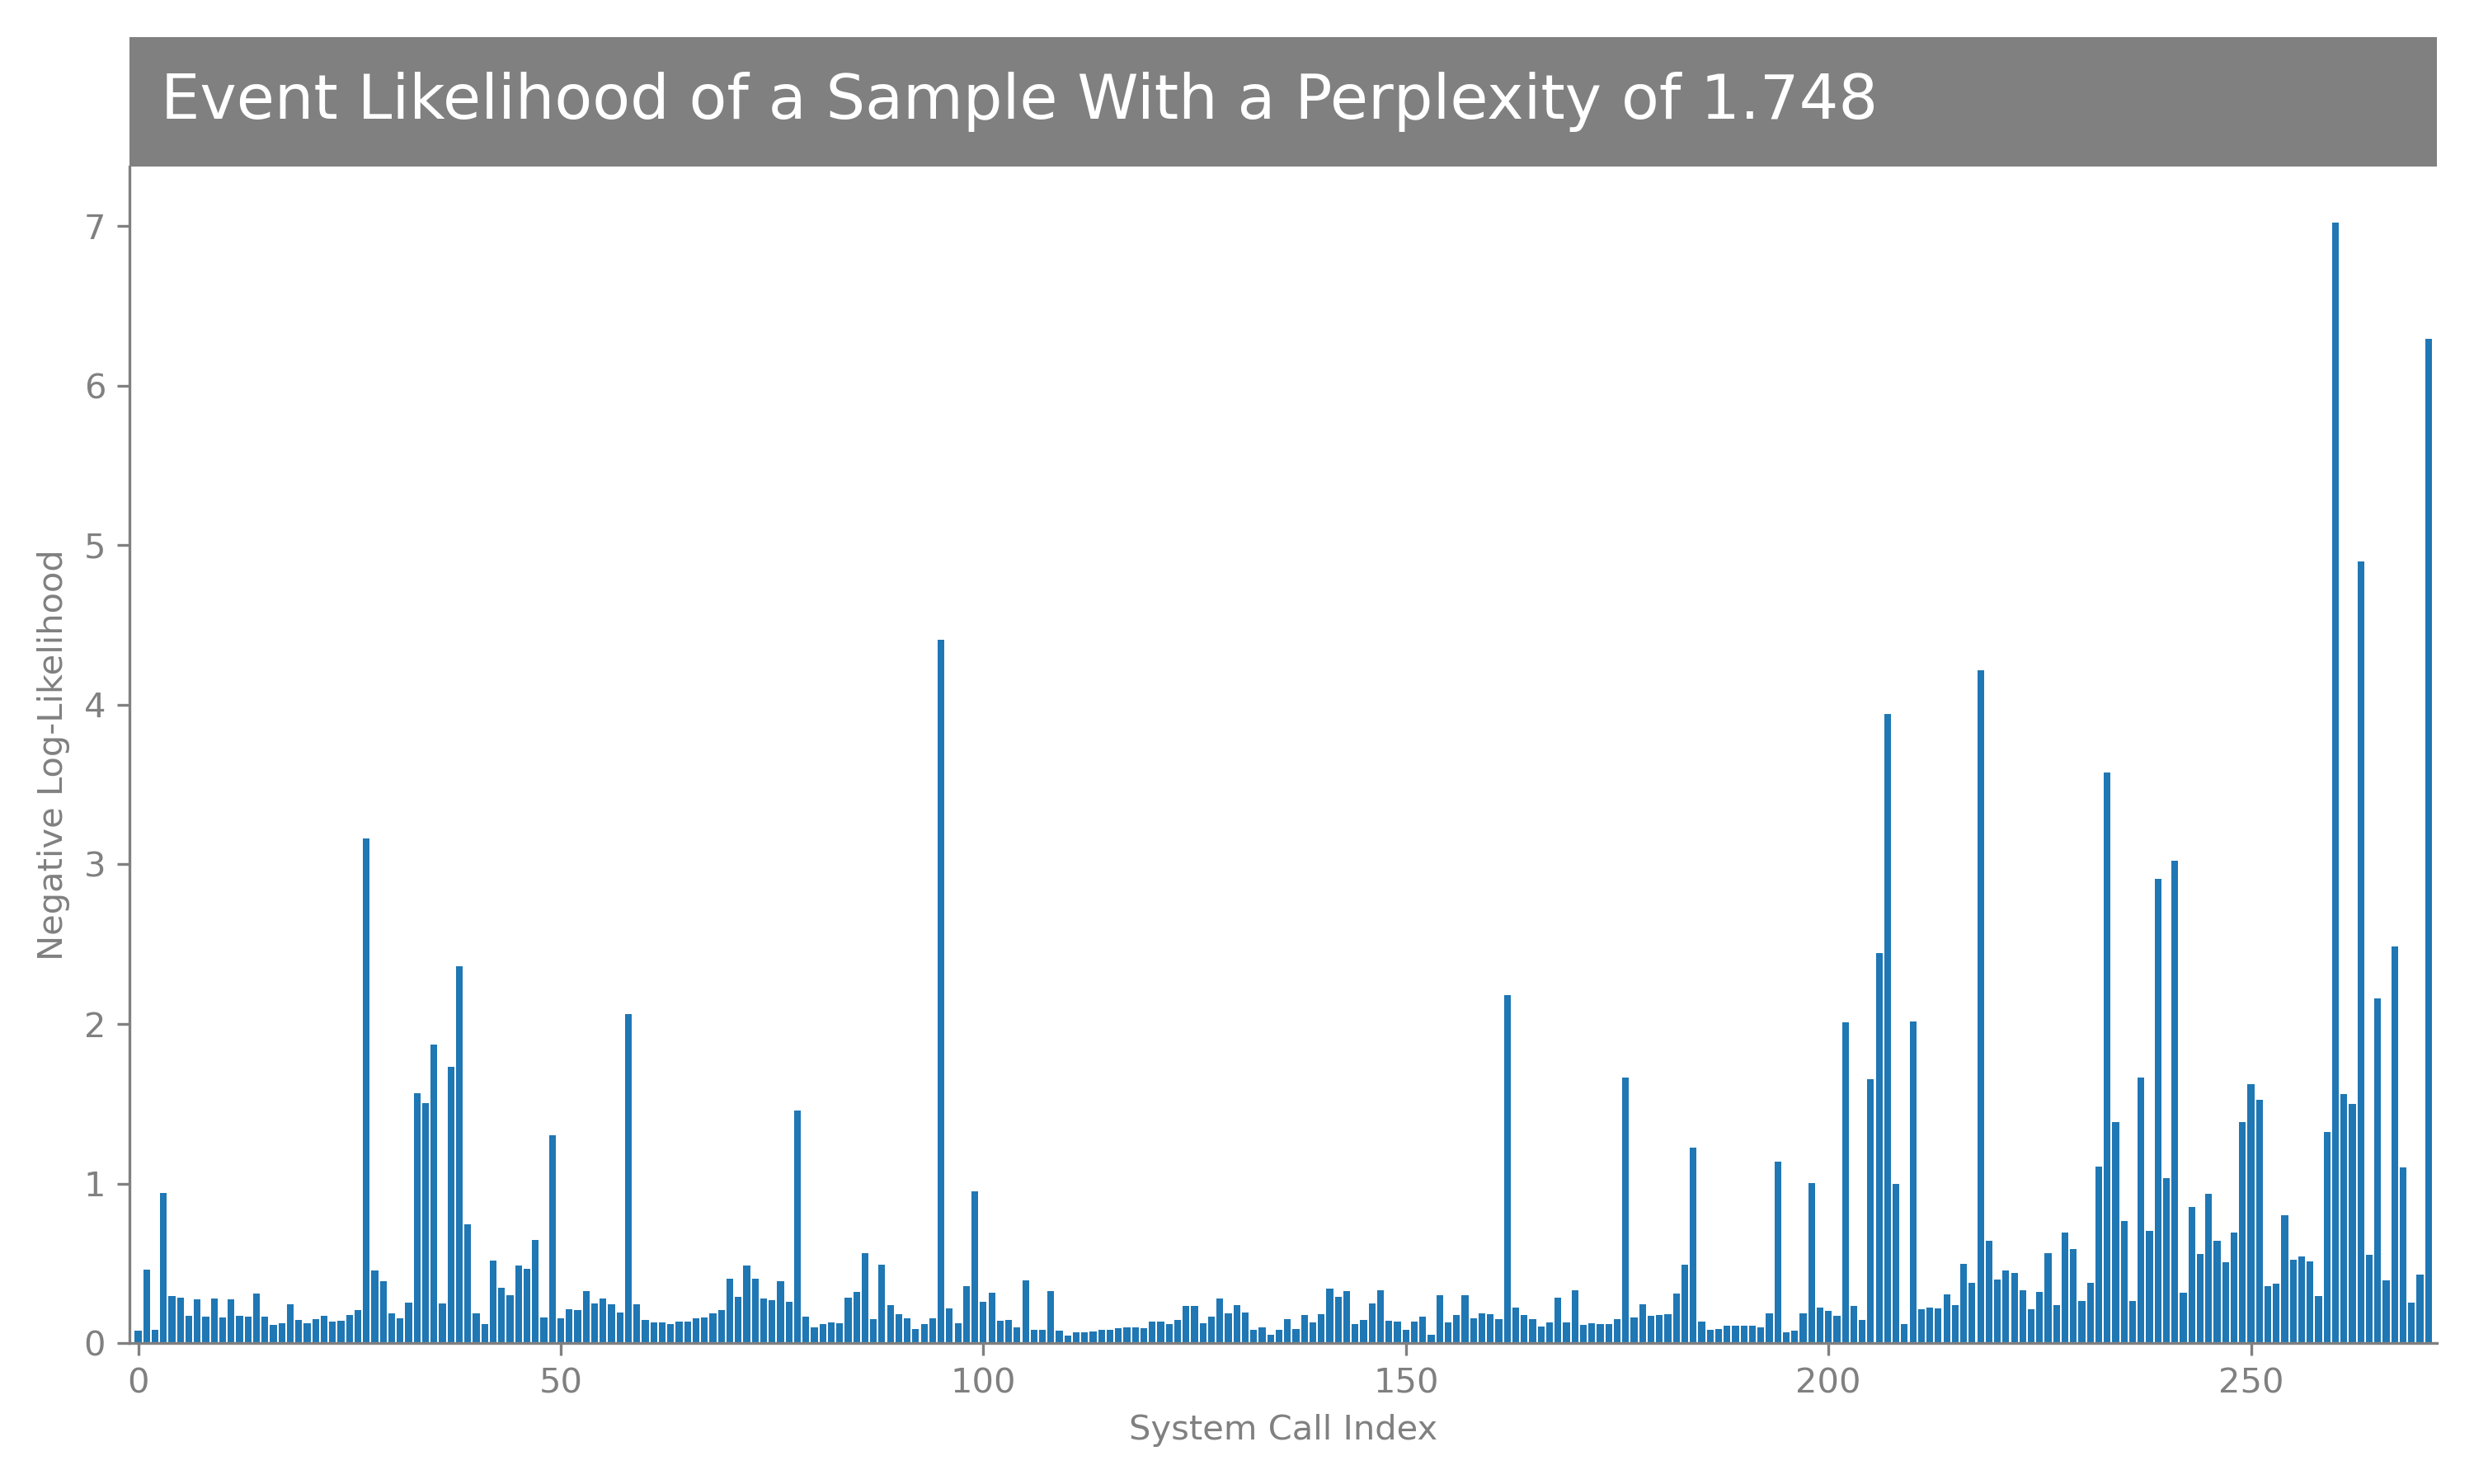 Event Likelihood of a Sample With a Perplexity of 1.748
7
6
5
4
3
2
1
0
Negative Log-Likelihood
0 50 100 150 200 250
System Call Index